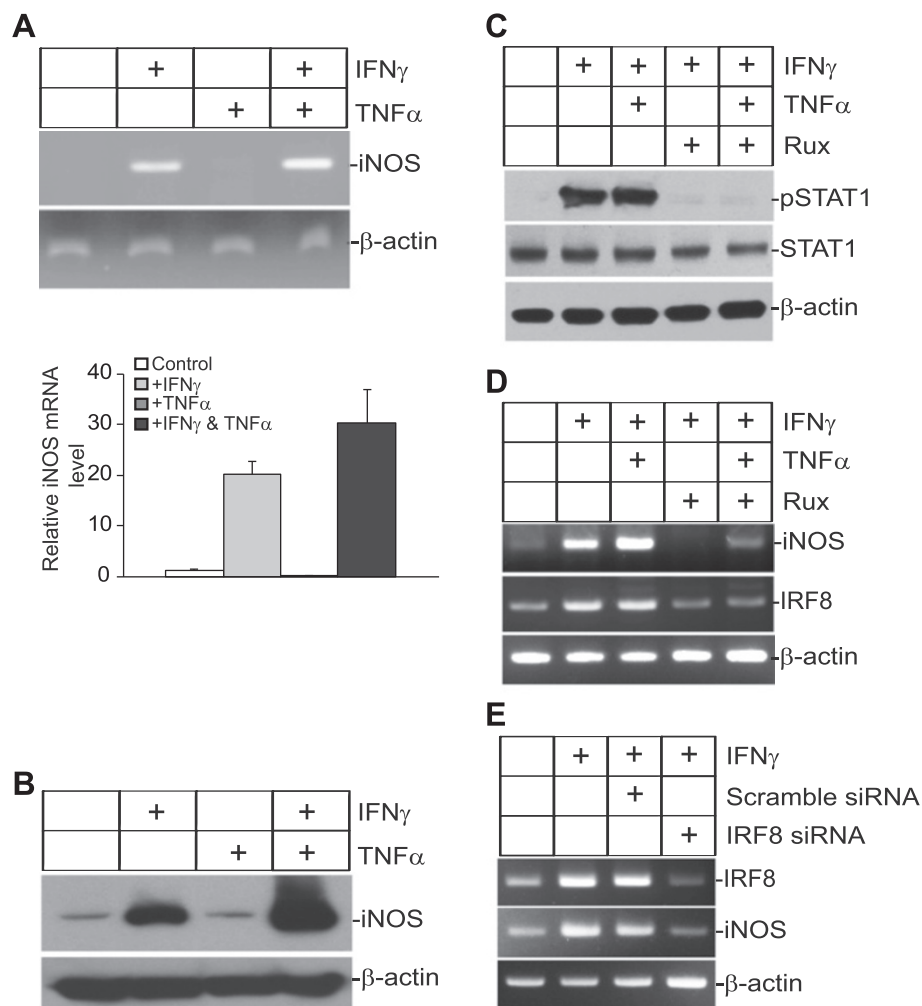 A
+ + IFNγ
+ + TNFα
-iNOS
-β-actin
Control
+IFNγ
+TNFα
+IFNγ & TNFα
Relative iNOS mRNA
level
40
30
20
10
0
B
+ + IFNγ
+ + TNFα
-iNOS
-β-actin
C
+ + + + IFNγ
+ + TNFα
+ + Rux
-pSTAT1
-STAT1
-β-actin
D
+ + + + IFNγ
+ + TNFα
+ + Rux
-iNOS
-IRF8
-β-actin
E
+ + + IFNγ
+ Scramble siRNA
+ IRF8 siRNA
-IRF8
-iNOS
-β-actin